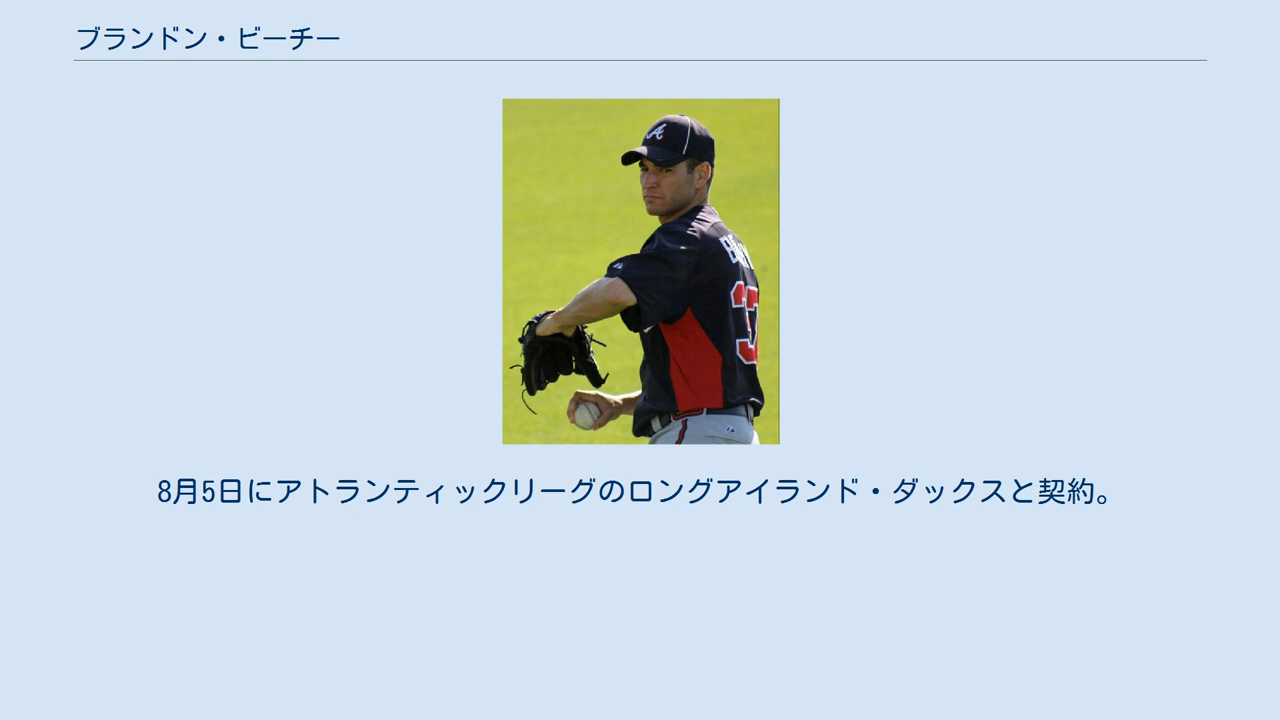 ブランドン・ビーチー
A
37
8月5日にアトランティックリーグのロングアイランド・ダックスと契約。